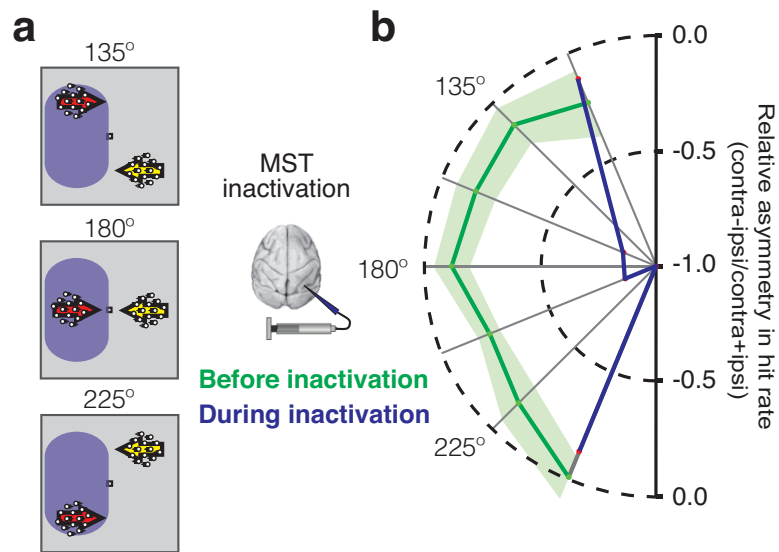 a
135°
180°
225°
MST
inactivation
Before inactivation
During inactivation
b
135°
180°
225°
0.0
-0.5
-1.0
-0.5
0.0
Relative asymmetry in hit rate
(contra-ipsi/contra+ipsi)